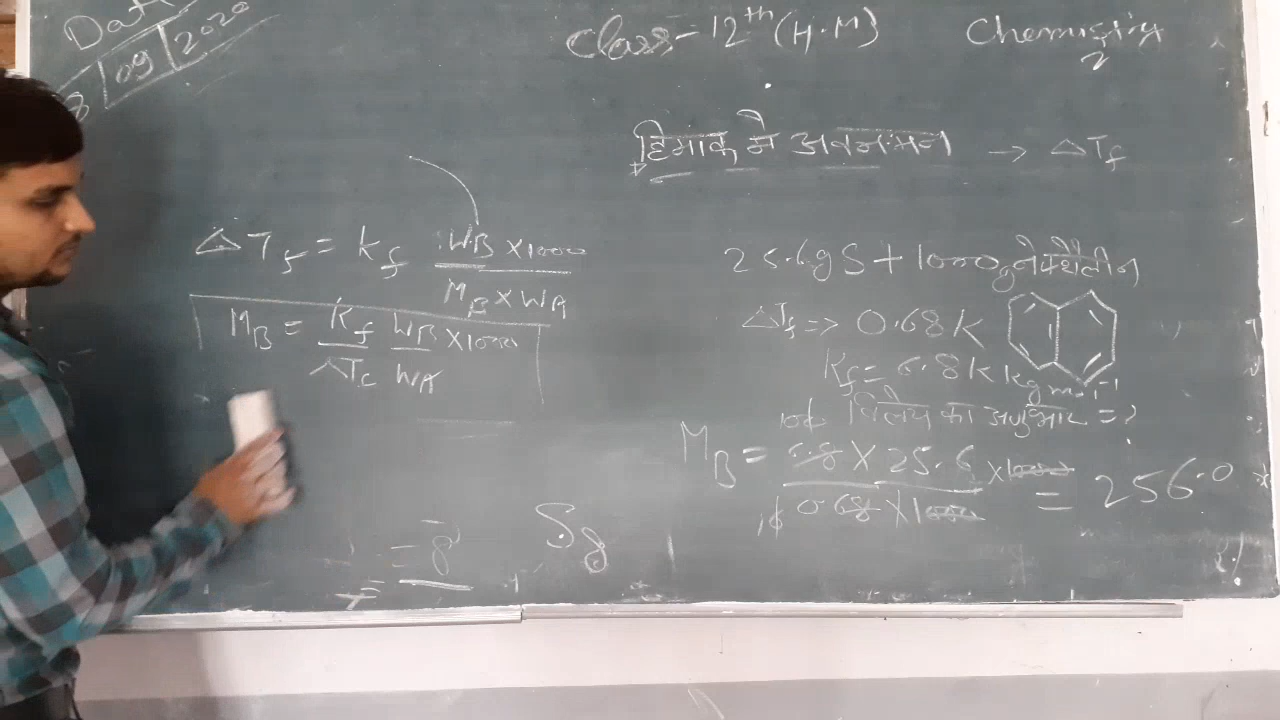 Date
8/09/2020
Class - 12th (H.M) Chemistry
हिमांक में अवनमन → ΔTf
ΔTf = Kf WB × 1000 / MB × WA
MB = Kf WB × 1000 / ΔTf WA
25.6g S + 1000g नेफ्थैलीन
ΔTf ⇒ 0.68 K
Kf = 6.8 K kg mol-1
विलेय का अणुभार = ?
MB = 6.8 × 25.6 × 1000 / 0.68 × 1000 = 256.0
= 8
S8